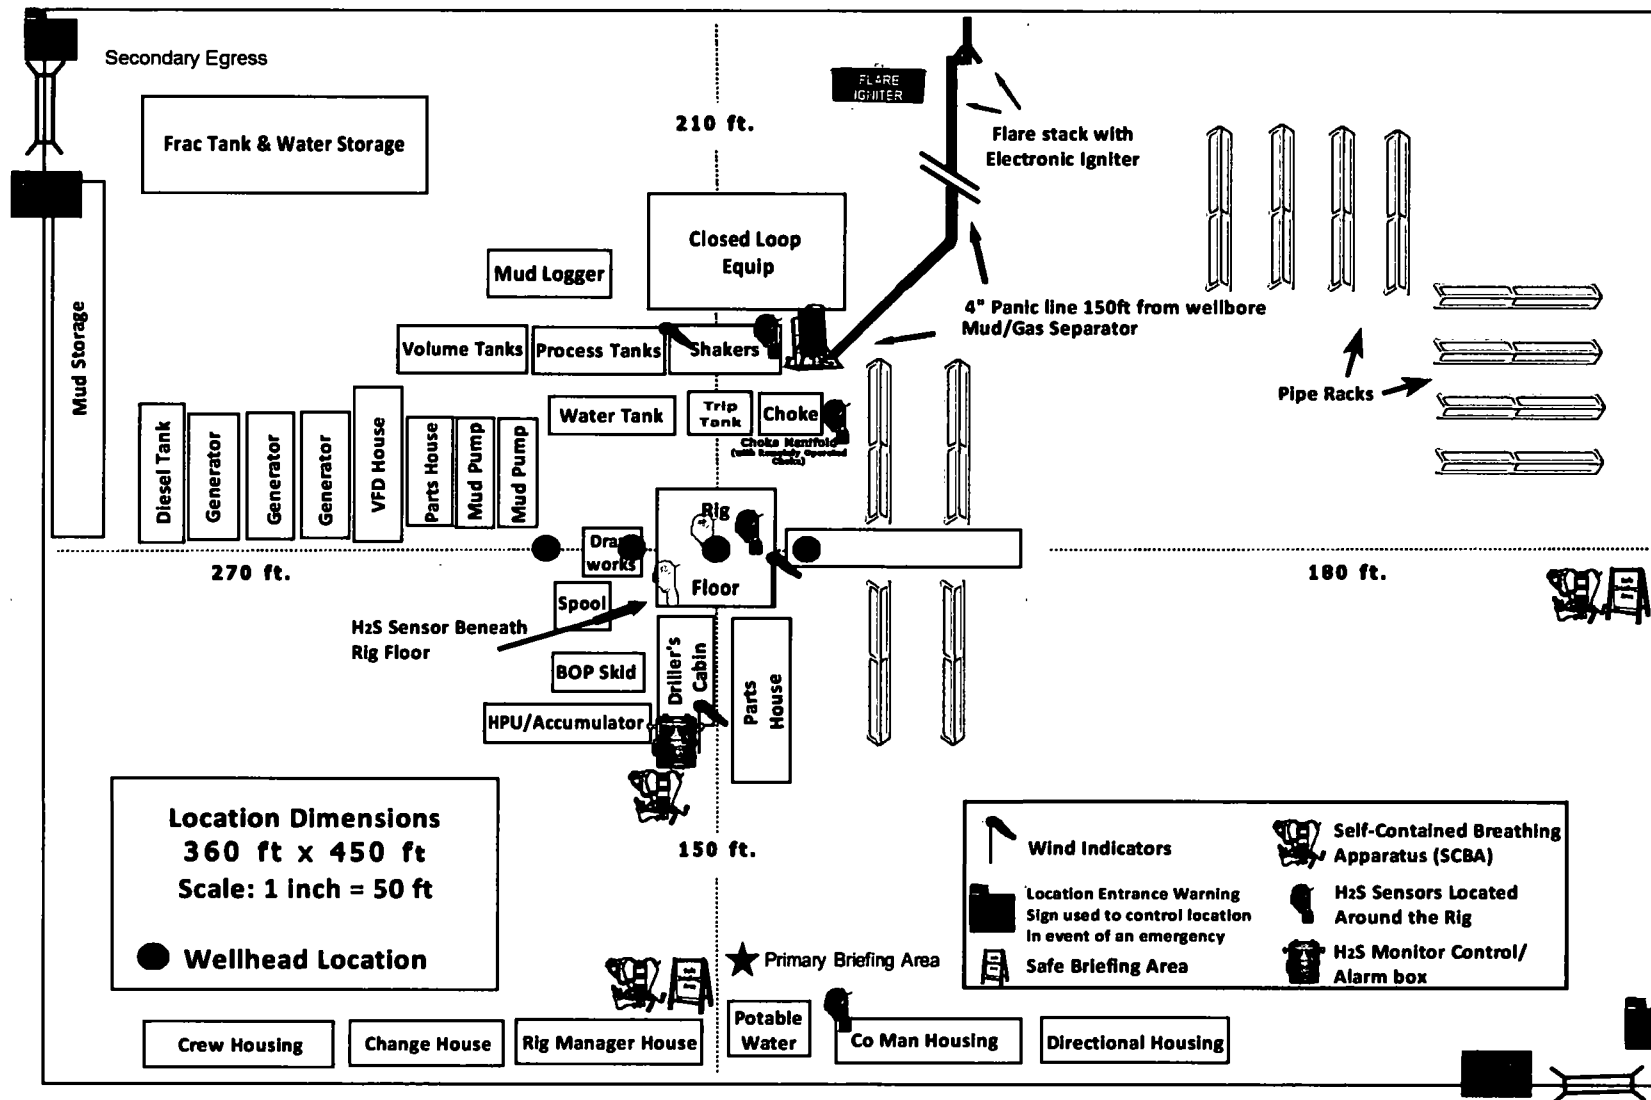 Secondary Egress
FLARE
IGNITER
210 ft.
Flare stack with
Electronic Igniter
Frac Tank & Water Storage
Closed Loop
Equip
Mud Logger
4" Panic line 150ft from wellbore
Mud/Gas Separator
Mud Storage
Volume Tanks
Process Tanks
Shakers
Pipe Racks
Water Tank
Trip
Tank
Choke
Choke Manifold
(with Remotely Operated
Choke)
Diesel Tank
Generator
Generator
Generator
VFD House
Parts House
Mud Pump
Mud Pump
Rig
Floor
Draw
works
270 ft.
180 ft.
Spool
H2S Sensor Beneath
Rig Floor
BOP Skid
Driller's
Cabin
Parts
House
HPU/Accumulator
Location Dimensions
360 ft x 450 ft
Scale: 1 inch = 50 ft
Wellhead Location
150 ft.
Wind Indicators
Location Entrance Warning
Sign used to control location
in event of an emergency
Safe Briefing Area
Self-Contained Breathing
Apparatus (SCBA)
H2S Sensors Located
Around the Rig
H2S Monitor Control/
Alarm box
Primary Briefing Area
Crew Housing
Change House
Rig Manager House
Potable
Water
Co Man Housing
Directional Housing